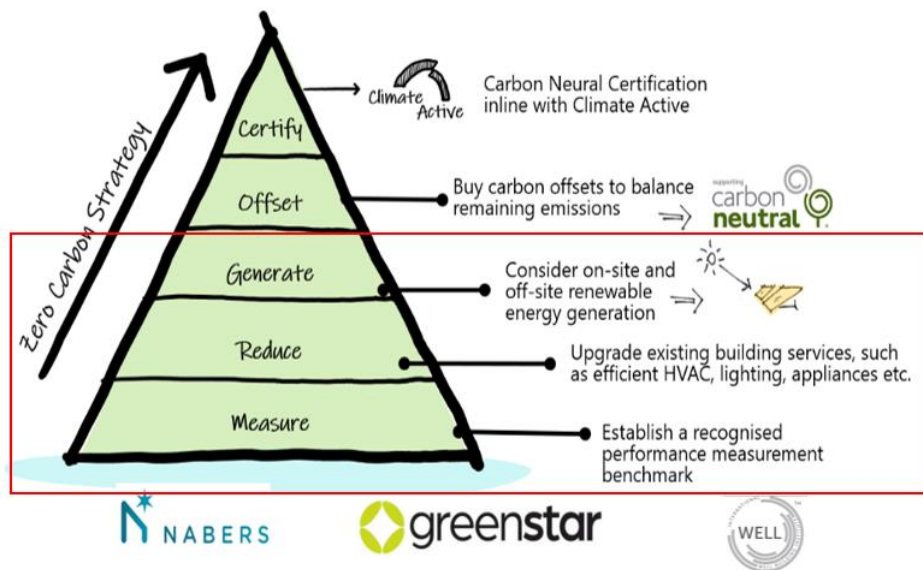 Zero Carbon Strategy
Certify
Climate
Active
Carbon Neural Certification
inline with Climate Active
Offset
Buy carbon offsets to balance
remaining emissions
supporting
carbon
neutral
Generate
Consider on-site and
off-site renewable
energy generation
Reduce
Upgrade existing building services, such
as efficient HVAC, lighting, appliances etc.
Measure
Establish a recognised
performance measurement
benchmark
NABERS
greenstar
WELL